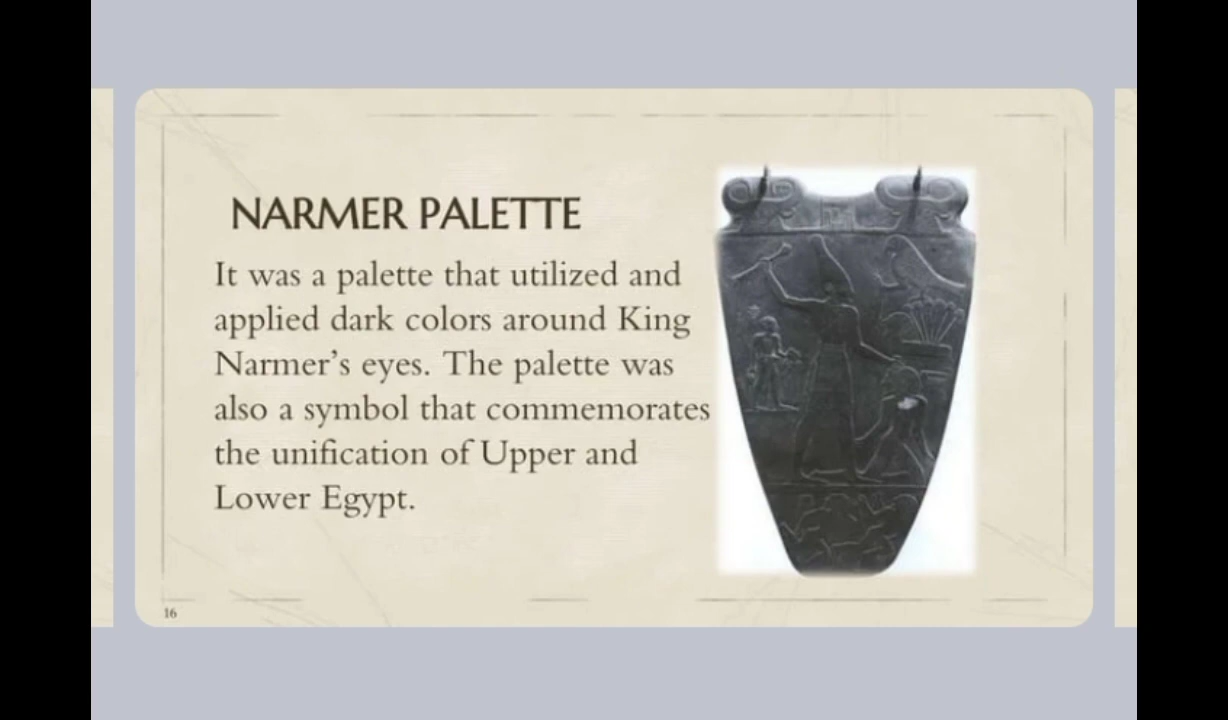 NARMER PALETTE
It was a palette that utilized and
applied dark colors around King
Narmer’s eyes. The palette was
also a symbol that commemorates
the unification of Upper and
Lower Egypt.
16